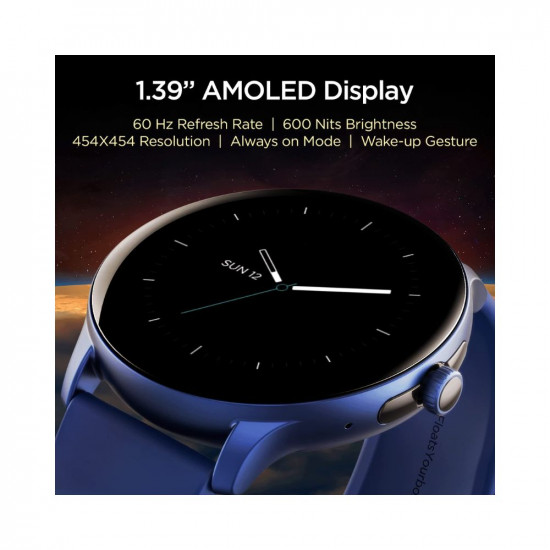 1.39” AMOLED Display
60 Hz Refresh Rate | 600 Nits Brightness
454X454 Resolution | Always on Mode | Wake-up Gesture
SUN 12